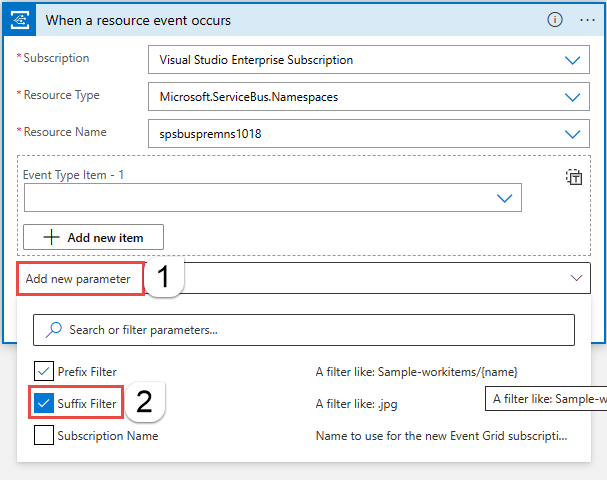 When a resource event occurs
* Subscription Visual Studio Enterprise Subscription
* Resource Type Microsoft.ServiceBus.Namespaces
* Resource Name spsbuspremns1018
Event Type Item - 1
Add new item
Add new parameter 1
Search or filter parameters...
Prefix Filter A filter like: Sample-workitems/{name}
Suffix Filter 2 A filter like: .jpg A filter like: Sample-w
Subscription Name Name to use for the new Event Grid subscripti...